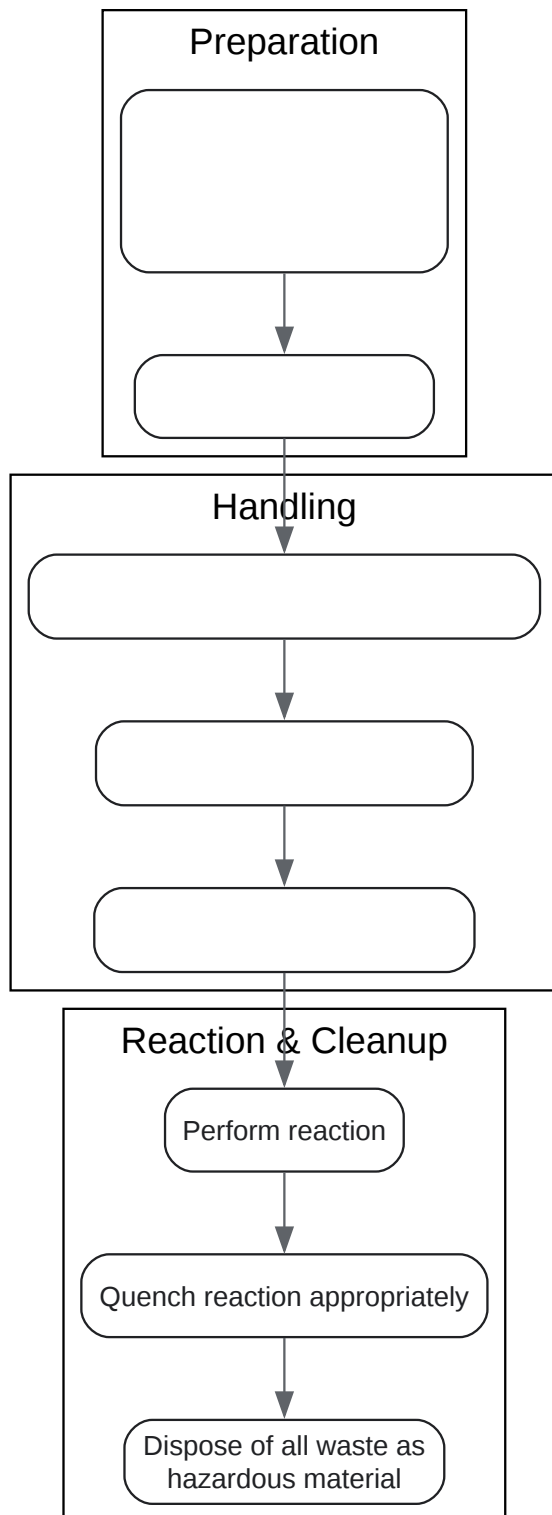 Preparation
Handling
Reaction & Cleanup
Perform reaction
Quench reaction appropriately
Dispose of all waste as
hazardous material